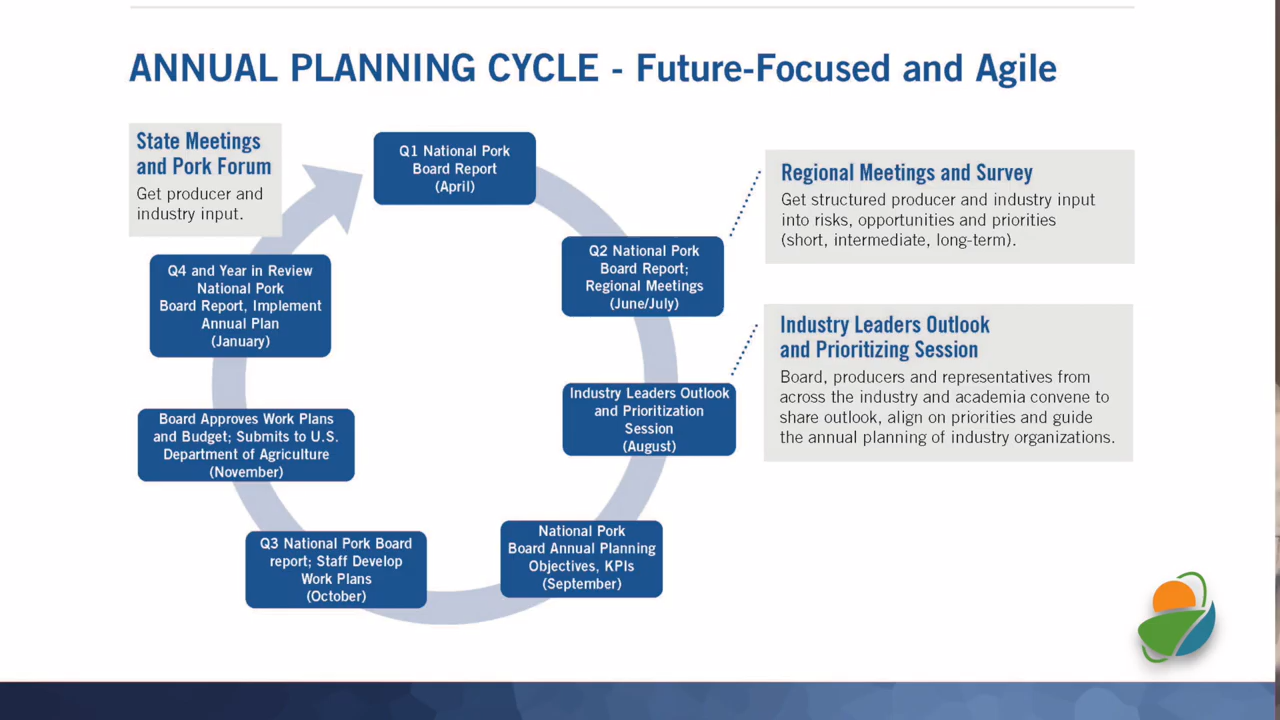 ANNUAL PLANNING CYCLE - Future-Focused and Agile
State Meetings
and Pork Forum
Get producer and
industry input.
Q1 National Pork
Board Report
(April)
Q2 National Pork
Board Report;
Regional Meetings
(June/July)
Regional Meetings and Survey
Get structured producer and industry input
into risks, opportunities and priorities
(short, intermediate, long-term).
Industry Leaders Outlook
and Prioritization
Session
(August)
Industry Leaders Outlook
and Prioritizing Session
Board, producers and representatives from
across the industry and academia convene to
share outlook, align on priorities and guide
the annual planning of industry organizations.
National Pork
Board Annual Planning
Objectives, KPIs
(September)
Q3 National Pork Board
report; Staff Develop
Work Plans
(October)
Board Approves Work Plans
and Budget; Submits to U.S.
Department of Agriculture
(November)
Q4 and Year in Review
National Pork
Board Report, Implement
Annual Plan
(January)